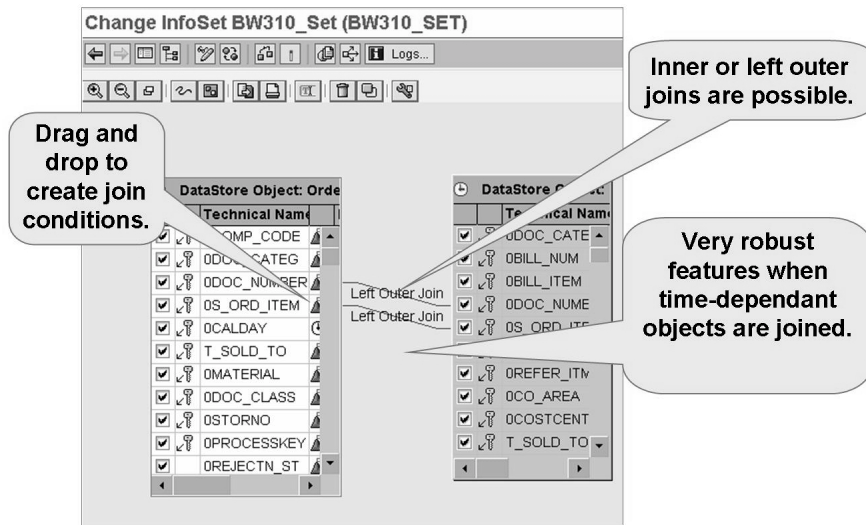 Change InfoSet BW310_Set (BW310_SET)
Logs...
Inner or left outer
joins are possible.
Drag and
drop to
create join
conditions.
DataStore Object: Orde
Technical Name
0DOC_CATEG
0DOC_NUMBER
0S_ORD_ITEM
0CALDAY
T_SOLD_TO
0MATERIAL
0DOC_CLASS
0STORNO
0PROCESSKEY
0REJECTN_ST
Left Outer Join
Left Outer Join
DataStore
0DOC_CATE
0BILL_NUM
0BILL_ITEM
0DOC_NUME
0S_ORD_ITE
0REFER_ITM
0CO_AREA
0COSTCENT
T_SOLD_TO
Very robust
features when
time-dependant
objects are joined.